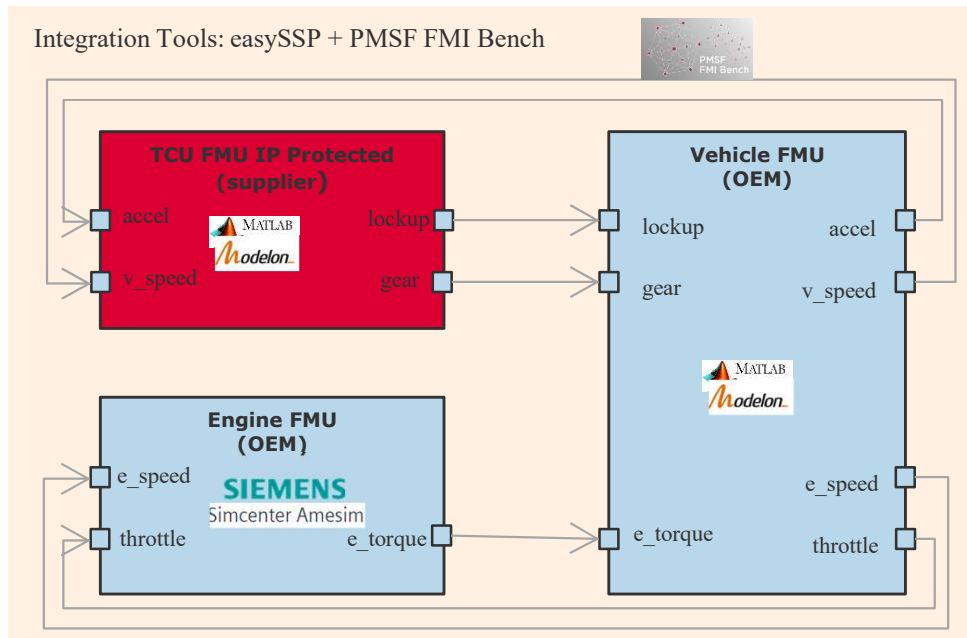 Integration Tools: easySSP + PMSF FMI Bench
PMSF
FMI Bench
TCU FMU IP Protected
(supplier)
accel
lockup
MATLAB
Modelon
v_speed
gear
Vehicle FMU
(OEM)
lockup
accel
gear
v_speed
MATLAB
Modelon
e_speed
e_torque
throttle
Engine FMU
(OEM)
e_speed
SIEMENS
Simcenter Amesim
throttle
e_torque